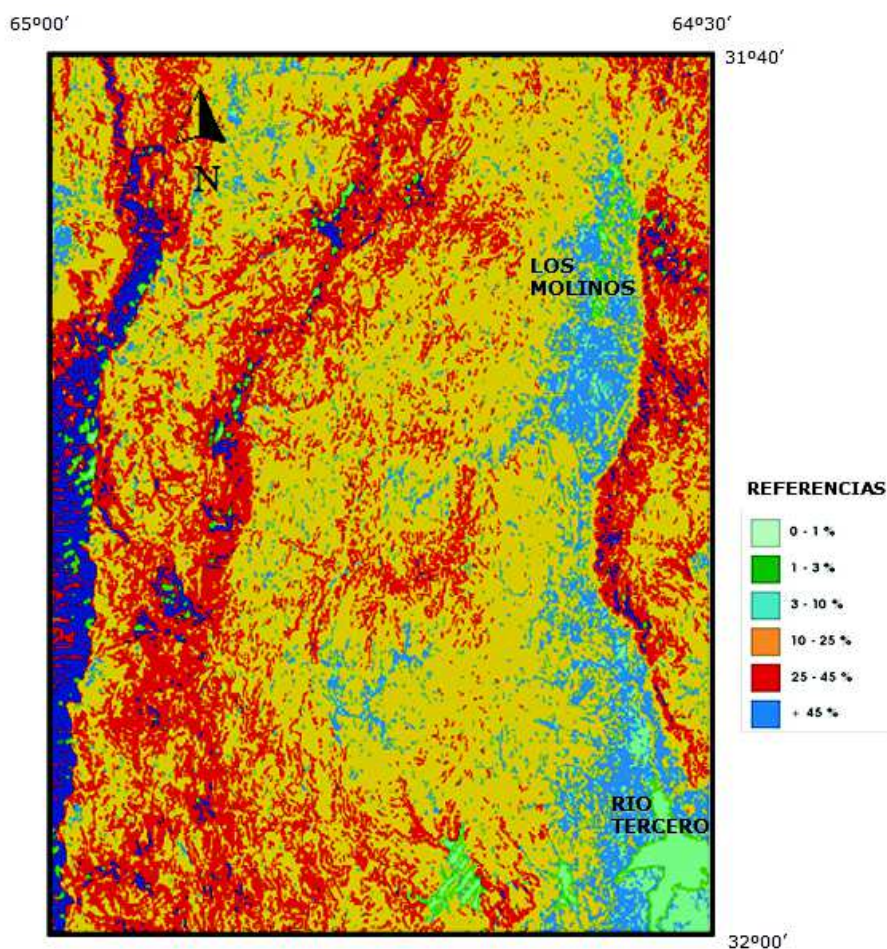 65º00’
64º30’
31º40’
N
LOS
MOLINOS
REFERENCIAS
0 - 1 %
1 - 3 %
3 - 10 %
10 - 25 %
25 - 45 %
+ 45 %
RIO
TERCERO
32º00’